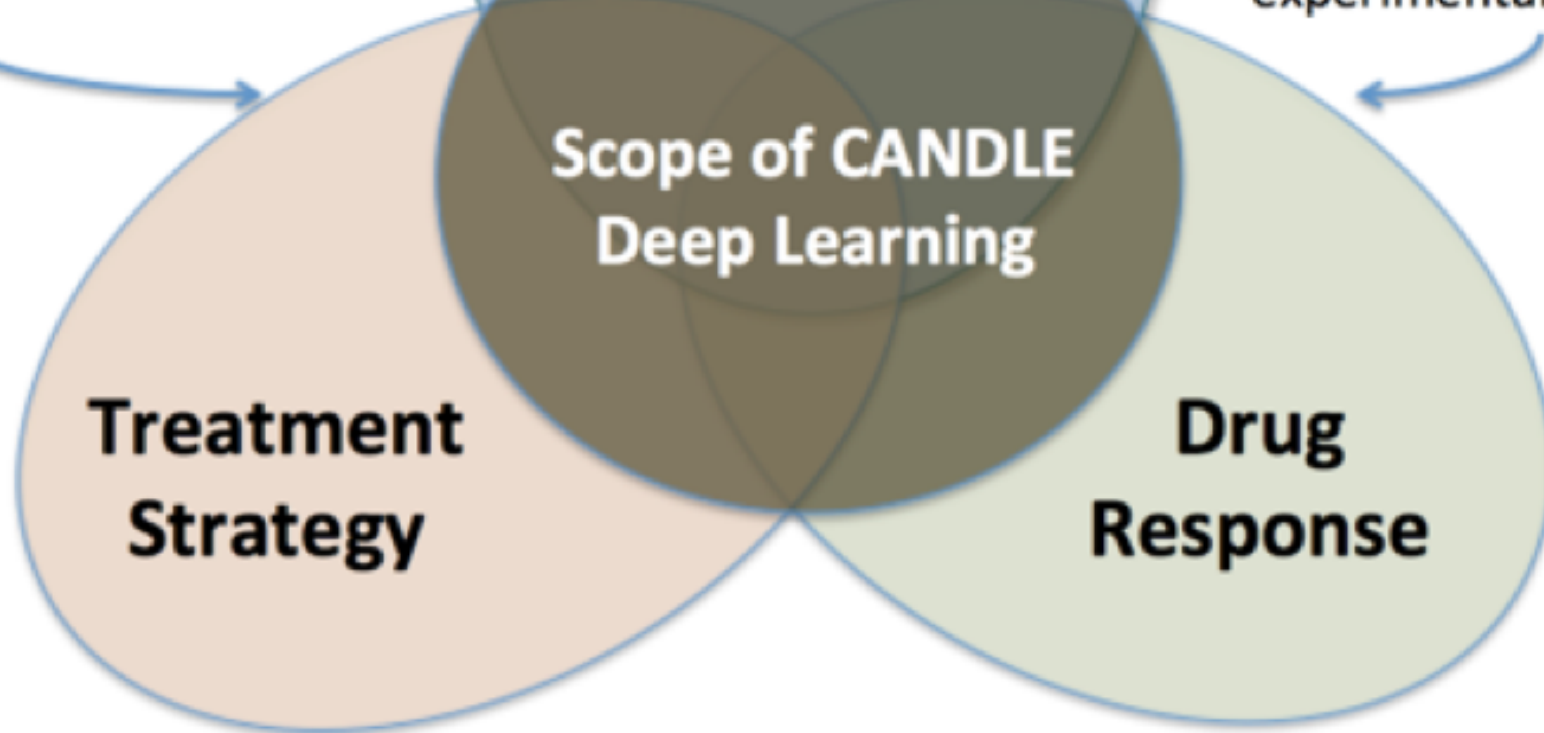 Scope of CANDLE
Deep Learning
Treatment
Strategy
Drug
Response